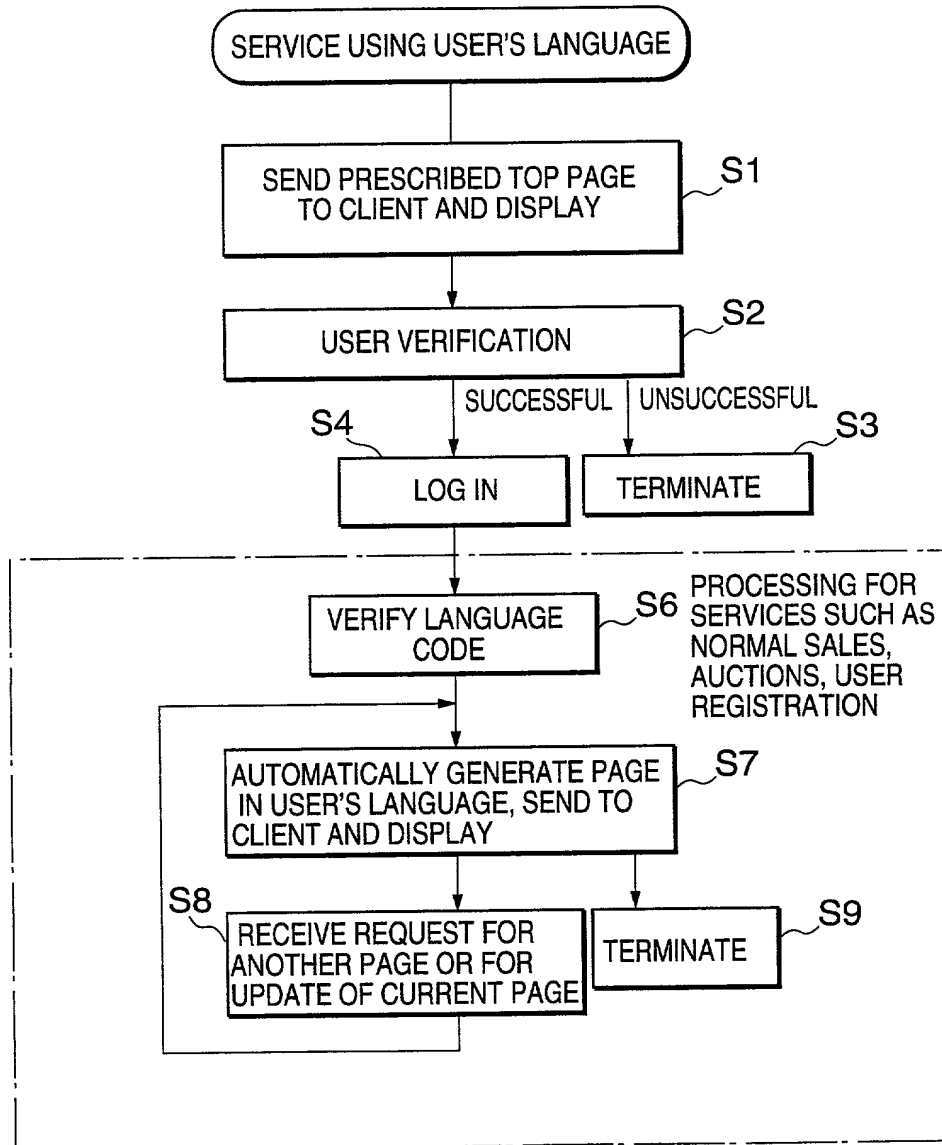 SERVICE USING USER'S LANGUAGE
SEND PRESCRIBED TOP PAGE
TO CLIENT AND DISPLAY
S1
USER VERIFICATION
S2
SUCCESSFUL
UNSUCCESSFUL
S4
LOG IN
S3
TERMINATE
S6
VERIFY LANGUAGE
CODE
PROCESSING FOR
SERVICES SUCH AS
NORMAL SALES,
AUCTIONS, USER
REGISTRATION
S7
AUTOMATICALLY GENERATE PAGE
IN USER'S LANGUAGE, SEND TO
CLIENT AND DISPLAY
S8
RECEIVE REQUEST FOR
ANOTHER PAGE OR FOR
UPDATE OF CURRENT PAGE
S9
TERMINATE